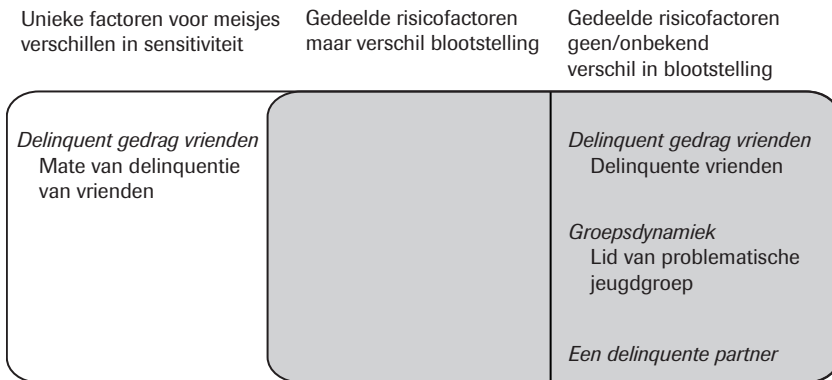 Unieke factoren voor meisjes
verschillen in sensitiviteit
Gedeelde risicofactoren
maar verschil blootstelling
Gedeelde risicofactoren
geen/onbekend
verschil in blootstelling
Delinquent gedrag vrienden
Mate van delinquentie
van vrienden
Delinquent gedrag vrienden
Delinquente vrienden
Groepsdynamiek
Lid van problematische
jeugdgroep
Een delinquente partner